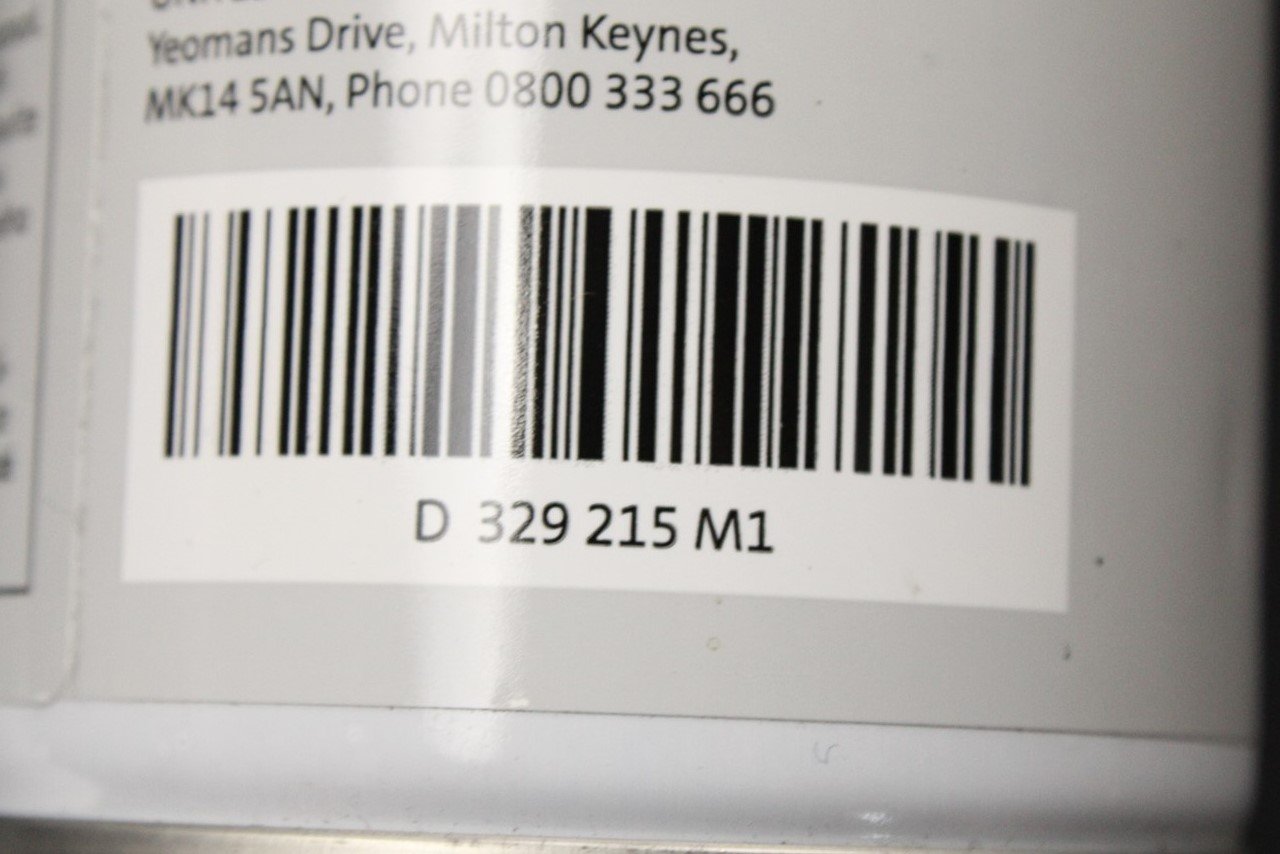 Yeomans Drive, Milton Keynes,
MK14 5AN, Phone 0800 333 666
D 329 215 M1